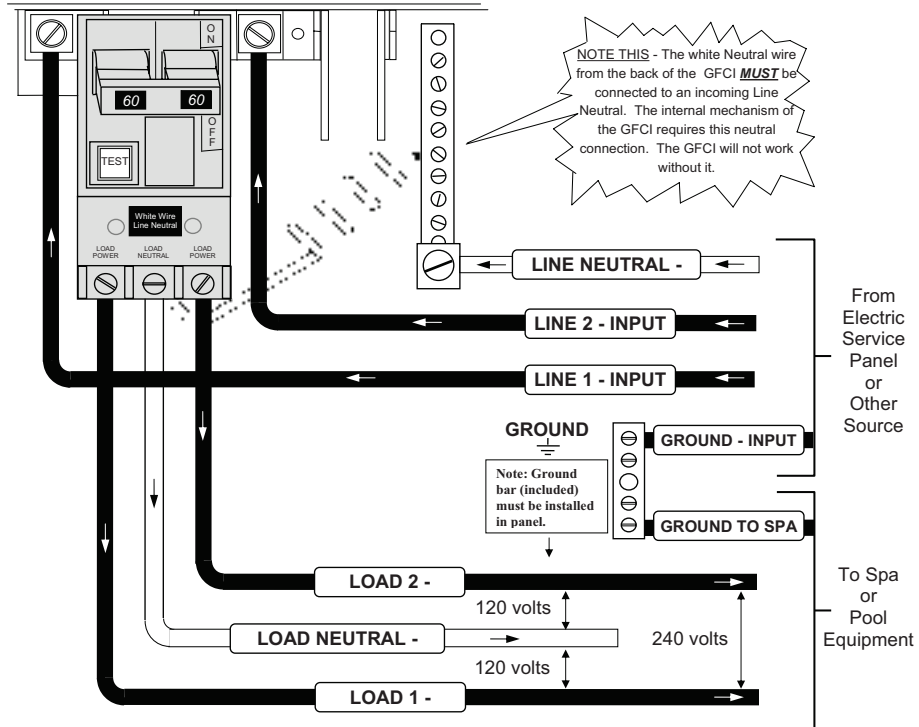 ON
OFF
60
60
TEST
White Wire
Line Neutral
LOAD
POWER
LOAD
NEUTRAL
LOAD
POWER
NOTE THIS - The white Neutral wire
from the back of the GFCI MUST be
connected to an incoming Line
Neutral. The internal mechanism of
the GFCI requires this neutral
connection. The GFCI will not work
without it.
LINE NEUTRAL -
LINE 2 - INPUT
LINE 1 - INPUT
From
Electric
Service
Panel
or
Other
Source
GROUND
Note: Ground
bar (included)
must be installed
in panel.
GROUND - INPUT
GROUND TO SPA
LOAD 2 -
120 volts
LOAD NEUTRAL -
240 volts
120 volts
LOAD 1 -
To Spa
or
Pool
Equipment